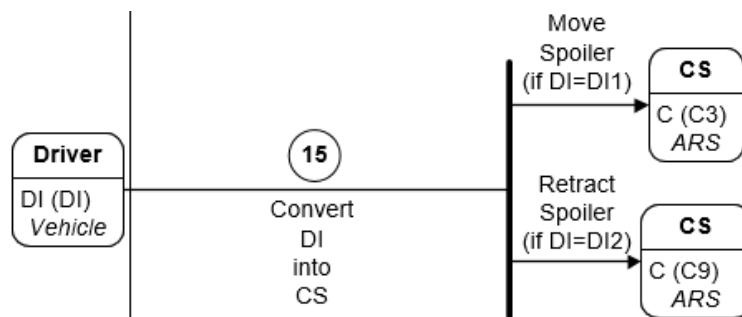 Driver
DI (DI)
Vehicle
15
Convert
DI
into
CS
Move
Spoiler
(if DI=DI1)
CS
C (C3)
ARS
Retract
Spoiler
(if DI=DI2)
CS
C (C9)
ARS